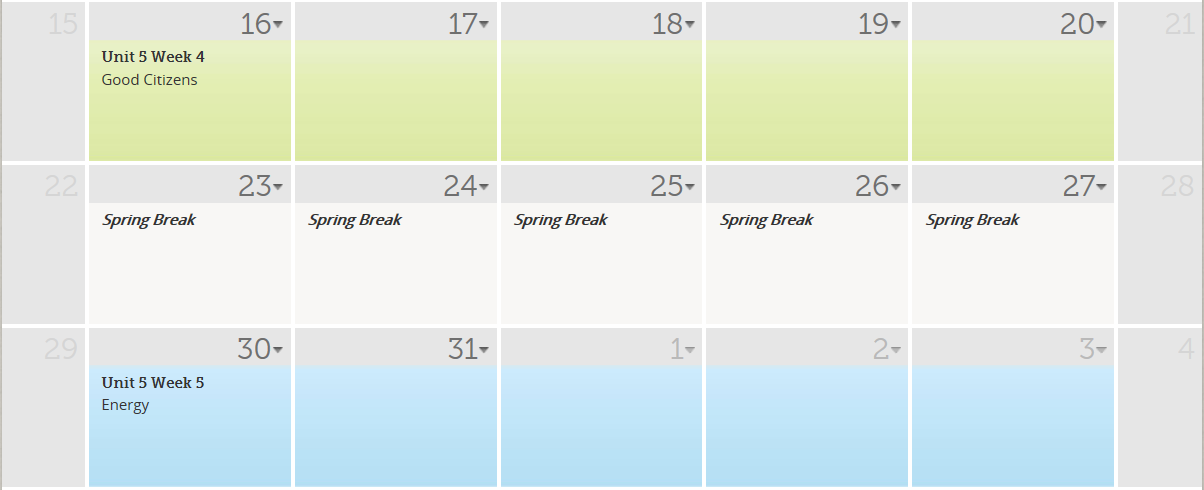 15 16 17 18 19 20 21
Unit 5 Week 4
Good Citizens
22 23 24 25 26 27 28
Spring Break Spring Break Spring Break Spring Break Spring Break
29 30 31 1 2 3 4
Unit 5 Week 5
Energy